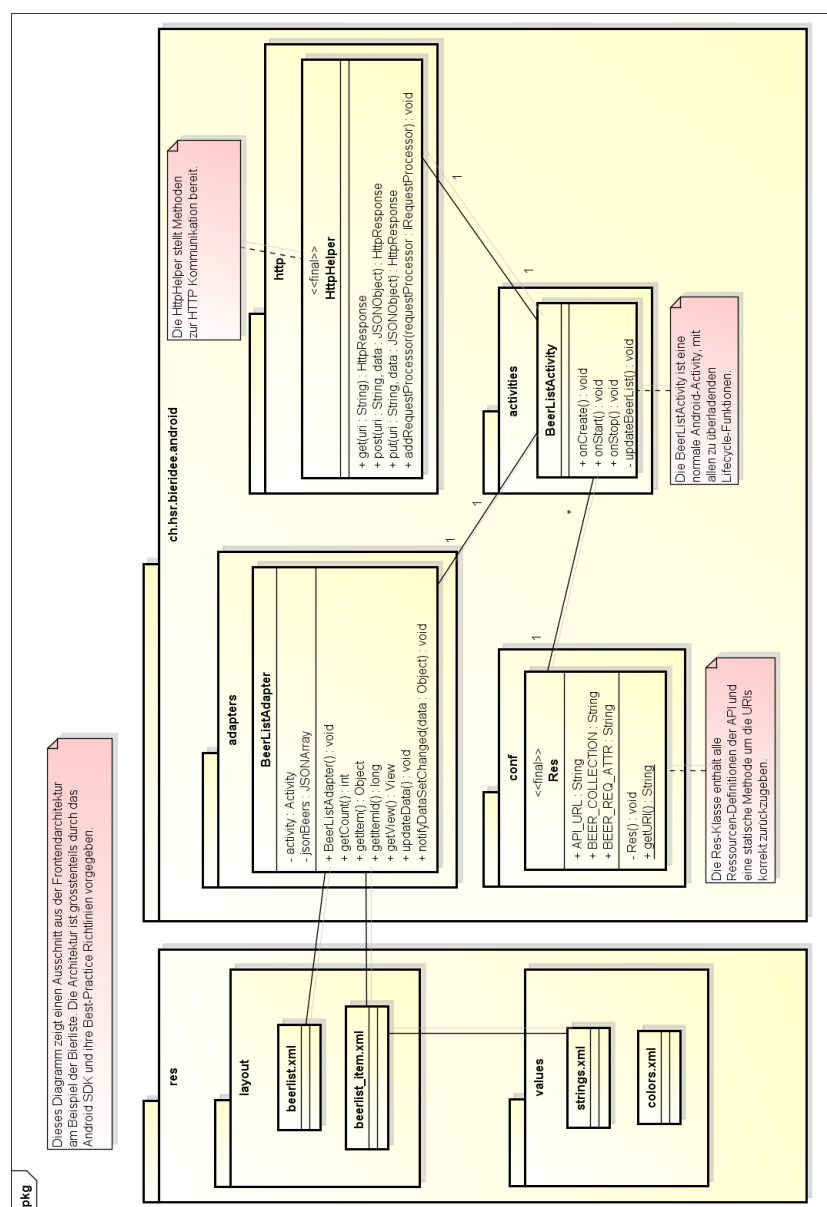 pkg
Dieses Diagramm zeigt einen Ausschnitt aus der Frontendarchitektur
am Beispiel der Bierliste. Die Architektur ist grösstenteils durch das
Android SDK und Ihre Best-Practice Richtlinien vorgegeben.
res
layout
beerlist.xml
beerlist_item.xml
values
strings.xml
colors.xml
ch.hsr.bieridee.android
adapters
BeerListAdapter
- activity : Activity
- jsonBeers : JSONArray
+ BeerListAdapter() : void
+ getCount() : int
+ getItem() : Object
+ getItemId() : long
+ getView() : View
+ updateData() : void
+ notifyDataSetChanged(data : Object) : void
Die HttpHelper stellt Methoden
zur HTTP Kommunikation bereit.
http
<<final>>
HttpHelper
+ get(uri : String) : HttpResponse
+ post(uri : String, data : JSONObject) : HttpResponse
+ put(uri : String, data : JSONObject) : HttpResponse
+ addRequestProcessor(requestProcessor : IRequestProcessor) : void
1
1
1
1
conf
<<final>>
Res
+ API_URL : String
+ BEER_COLLECTION : String
+ BEER_REQ_ATTR : String
- Res() : void
+ getURI() : String
1
*
Die Res-Klasse enthält alle
Ressourcen-Definitionen der API und
eine statische Methode um die URIs
korrekt zurückzugeben.
activities
BeerListActivity
+ onCreate() : void
+ onStart() : void
+ onStop() : void
- updateBeerList() : void
Die BeerListActivity ist eine
normale Android-Activity, mit
allen zu überladenden
Lifecycle-Funktionen.